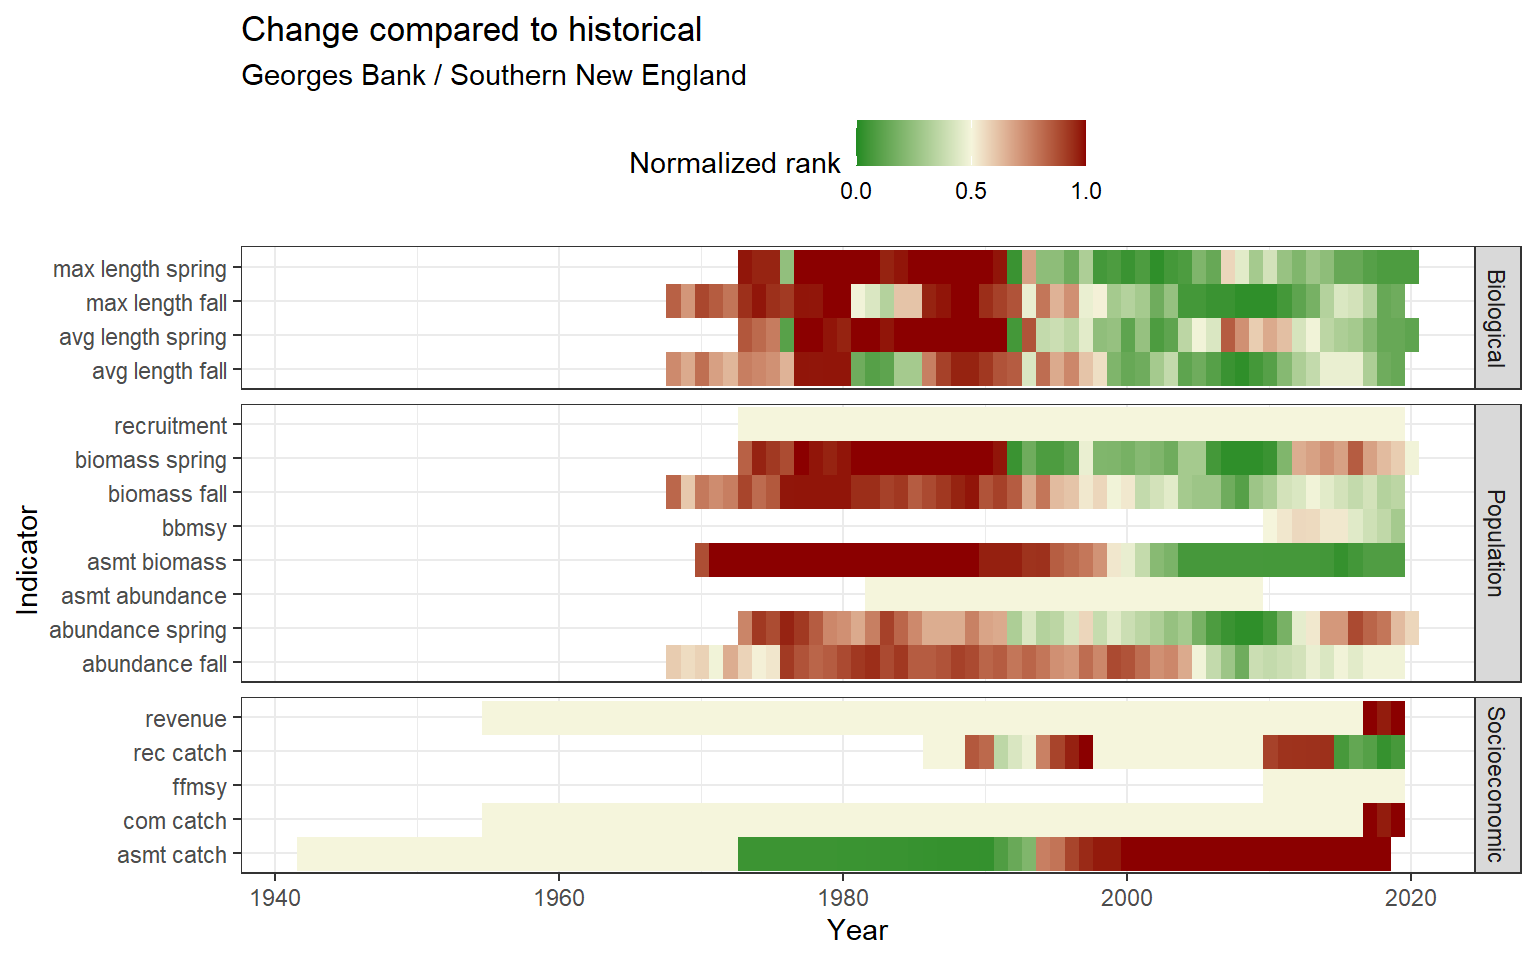 Change compared to historical
Georges Bank / Southern New England
Normalized rank
0.0 0.5 1.0
max length spring
max length fall
avg length spring
avg length fall
Biological
recruitment
biomass spring
biomass fall
bbmsy
asmt biomass
asmt abundance
abundance spring
abundance fall
Population
revenue
rec catch
ffmsy
com catch
asmt catch
Socioeconomic
Indicator
1940 1960 1980 2000 2020
Year